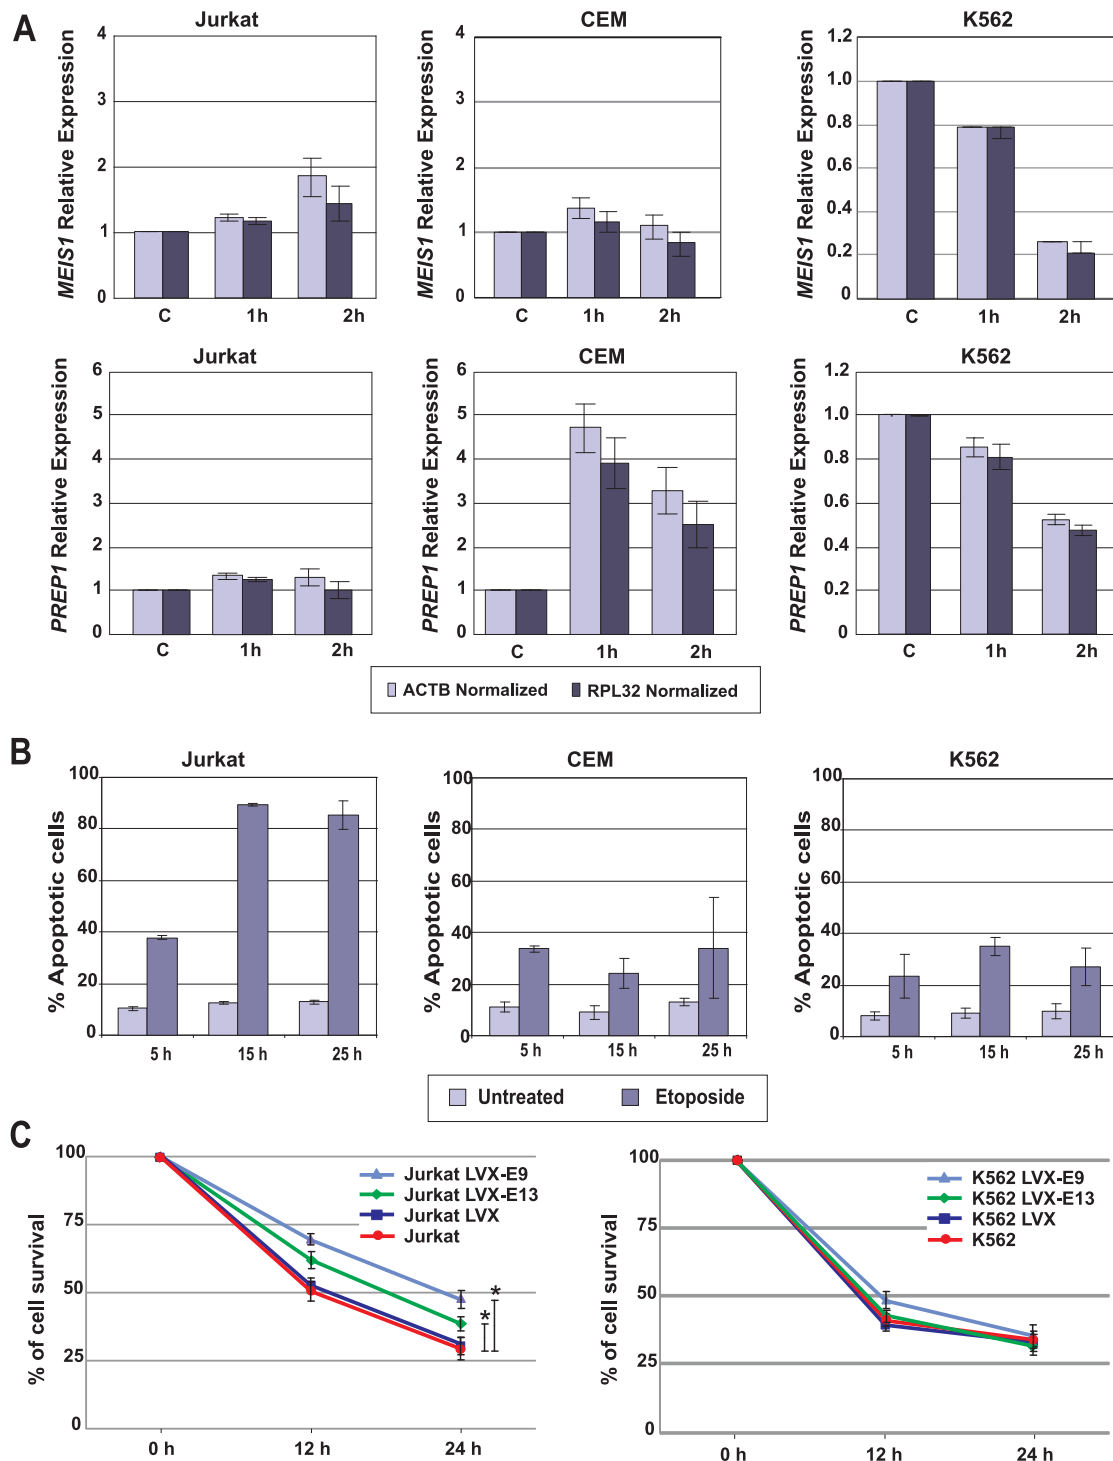 A
Jurkat
CEM
K562
MEIS1 Relative Expression
4
3
2
1
0
C 1h 2h
MEIS1 Relative Expression
4
3
2
1
0
C 1h 2h
MEIS1 Relative Expression
1.2
1.0
0.8
0.6
0.4
0.2
0
C 1h 2h
Jurkat
CEM
K562
PREP1 Relative Expression
6
5
4
3
2
1
0
C 1h 2h
PREP1 Relative Expression
6
5
4
3
2
1
0
C 1h 2h
PREP1 Relative Expression
1.2
1.0
0.8
0.6
0.4
0.2
0
C 1h 2h
ACTB Normalized RPL32 Normalized
B
Jurkat
CEM
K562
% Apoptotic cells
100
80
60
40
20
0
5 h 15 h 25 h
% Apoptotic cells
100
80
60
40
20
0
5 h 15 h 25 h
% Apoptotic cells
100
80
60
40
20
0
5 h 15 h 25 h
Untreated Etoposide
C
% of cell survival
100
75
50
25
0
0 h 12 h 24 h
Jurkat LVX-E9
Jurkat LVX-E13
Jurkat LVX
Jurkat
*
*
% of cell survival
100
75
50
25
0
0 h 12 h 24 h
K562 LVX-E9
K562 LVX-E13
K562 LVX
K562